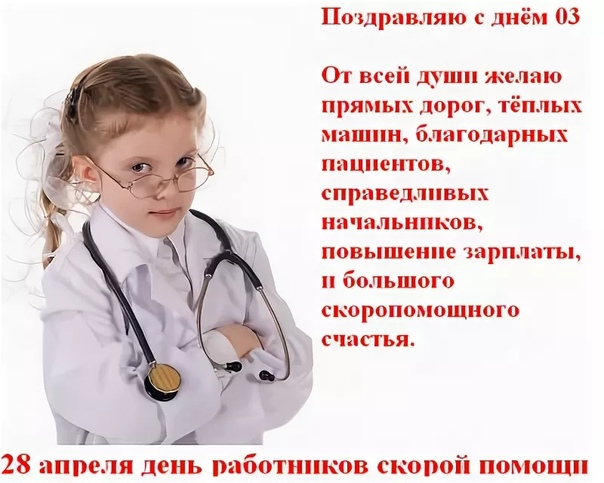 Поздравляю с днём 03
От всей души желаю
прямых дорог, тёплых
машин, благодарных
пациентов,
справедливых
начальников,
повышение зарплаты,
и большого
скоропомощного
счастья.
28 апреля день работников скорой помощи